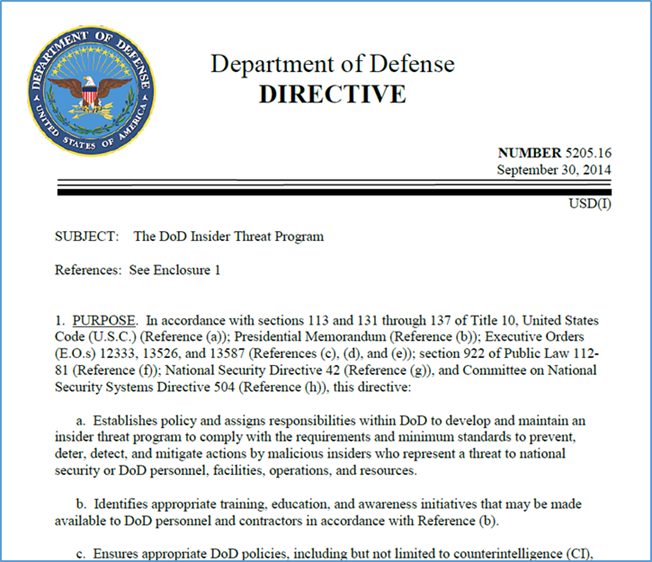 DEPARTMENT OF DEFENSE
UNITED STATES OF AMERICA
Department of Defense
DIRECTIVE
NUMBER 5205.16
September 30, 2014
USD(I)
SUBJECT: The DoD Insider Threat Program
References: See Enclosure 1
1. PURPOSE. In accordance with sections 113 and 131 through 137 of Title 10, United States
Code (U.S.C.) (Reference (a)); Presidential Memorandum (Reference (b)); Executive Orders
(E.O.s) 12333, 13526, and 13587 (References (c), (d), and (e)); section 922 of Public Law 112-
81 (Reference (f)); National Security Directive 42 (Reference (g)), and Committee on National
Security Systems Directive 504 (Reference (h)), this directive:
a. Establishes policy and assigns responsibilities within DoD to develop and maintain an
insider threat program to comply with the requirements and minimum standards to prevent,
deter, detect, and mitigate actions by malicious insiders who represent a threat to national
security or DoD personnel, facilities, operations, and resources.
b. Identifies appropriate training, education, and awareness initiatives that may be made
available to DoD personnel and contractors in accordance with Reference (b).
c. Ensures appropriate DoD policies, including but not limited to counterintelligence (CI),